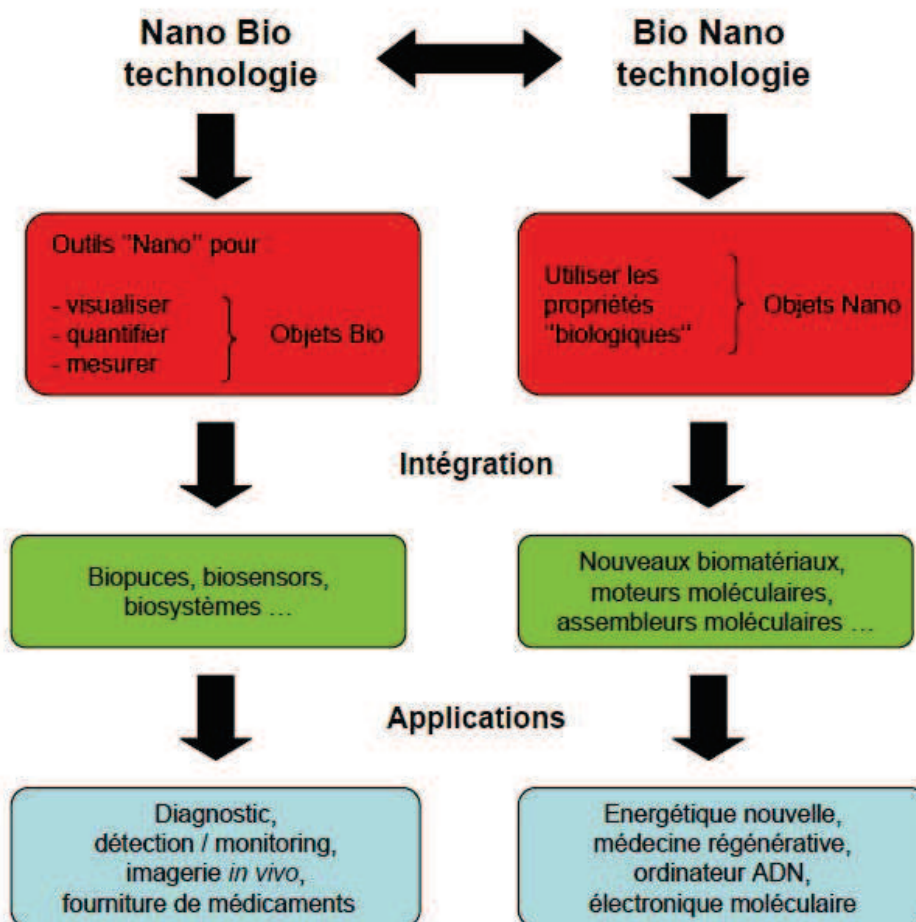 Nano Bio
technologie
Bio Nano
technologie
Outils "Nano" pour
- visualiser
- quantifier
- mesurer
Objets Bio
Utiliser les
propriétés
"biologiques"
Objets Nano
Intégration
Biopuces, biosensors,
biosystèmes ...
Nouveaux biomatériaux,
moteurs moléculaires,
assembleurs moléculaires ...
Applications
Diagnostic,
détection / monitoring,
imagerie in vivo,
fourniture de médicaments
Energétique nouvelle,
médecine régénérative,
ordinateur ADN,
électronique moléculaire